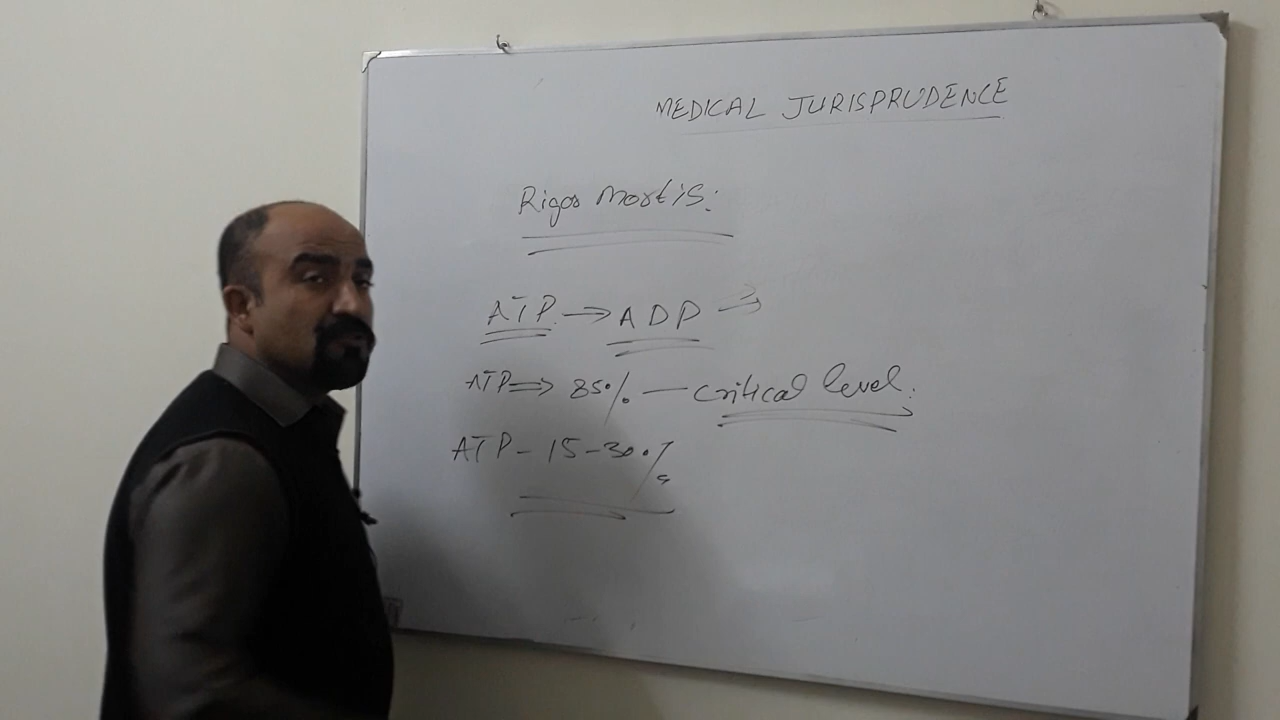 MEDICAL JURISPRUDENCE
Rigor Mortis:
ATP → ADP →
ATP ⇒ 85% — critical level:
ATP - 15-30%